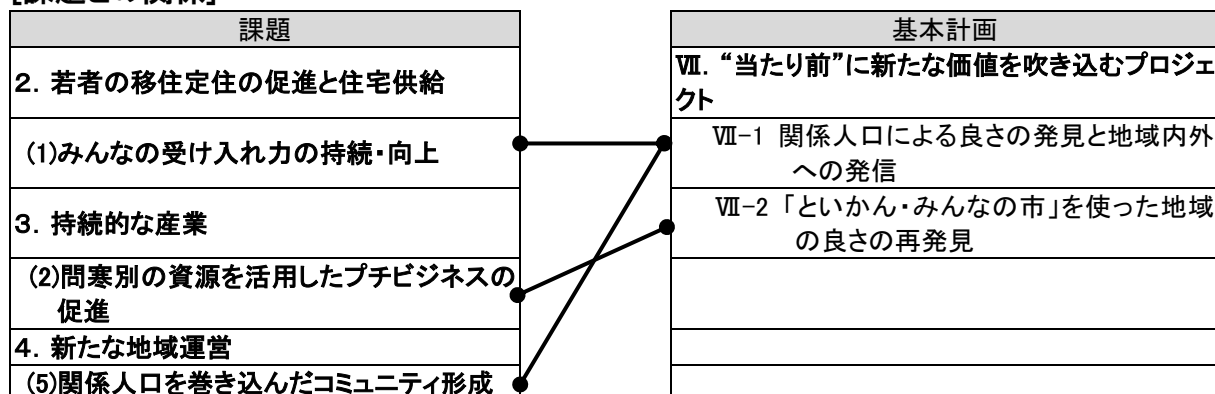 課題
2．若者の移住定住の促進と住宅供給
(1)みんなの受け入れ力の持続・向上
3．持続的な産業
(2)問寒別の資源を活用したプチビジネスの
促進
4．新たな地域運営
(5)関係人口を巻き込んだコミュニティ形成
基本計画
Ⅶ．“当たり前”に新たな価値を吹き込むプロジェ
クト
Ⅶ-1 関係人口による良さの発見と地域内外
への発信
Ⅶ-2 「といかん・みんなの市」を使った地域
の良さの再発見